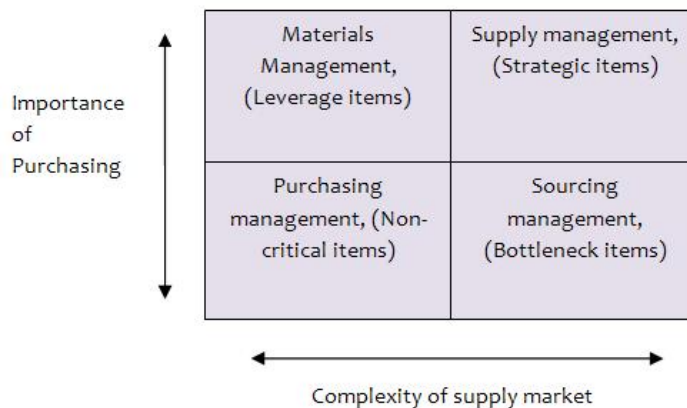 Materials
Management,
(Leverage items)
Supply management,
(Strategic items)
Importance
of
Purchasing
Purchasing
management, (Non-
critical items)
Sourcing
management,
(Bottleneck items)
Complexity of supply market